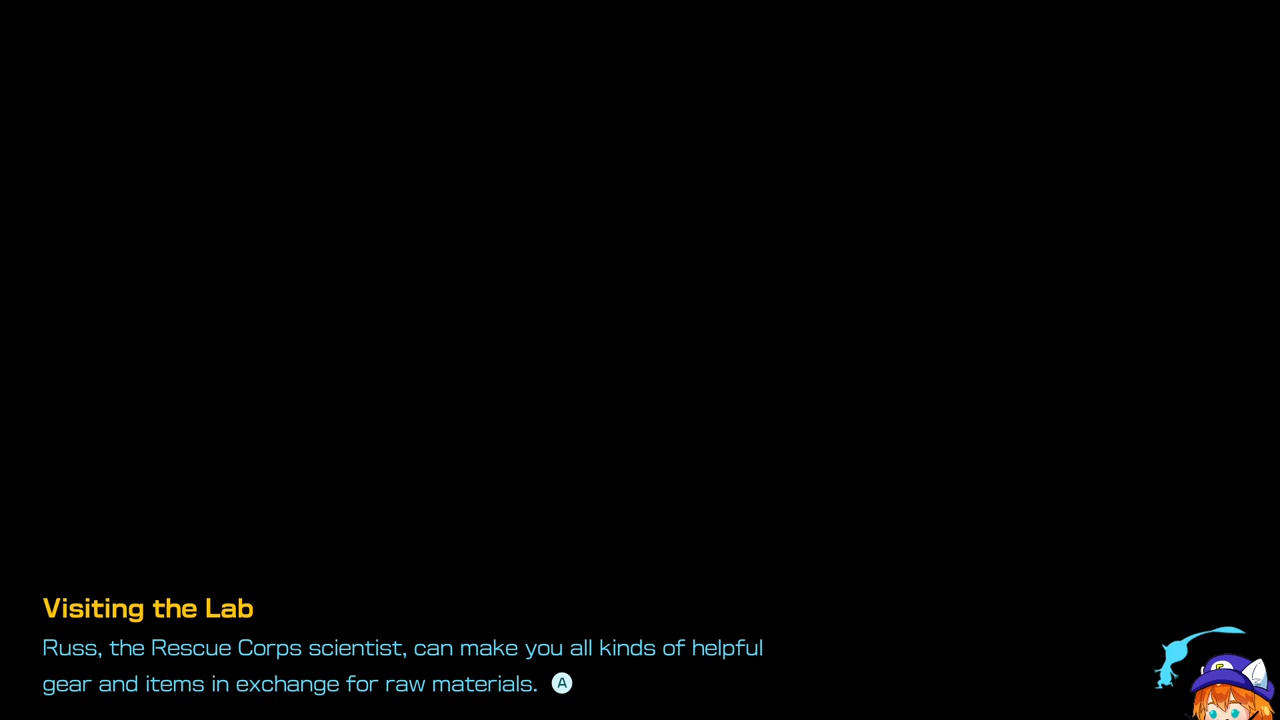 Visiting the Lab
Russ, the Rescue Corps scientist, can make you all kinds of helpful
gear and items in exchange for raw materials. A